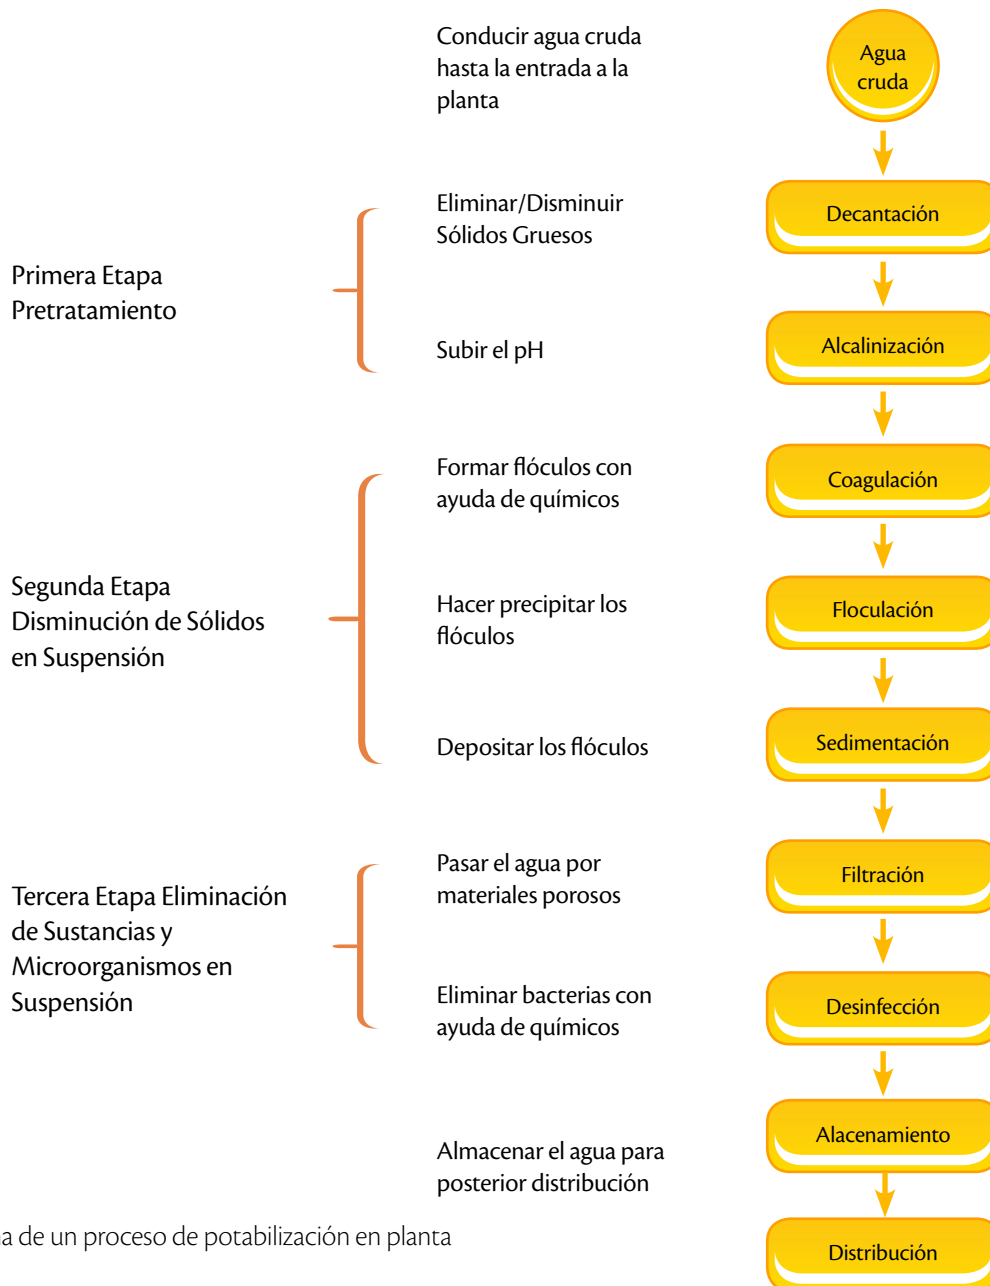 Conducir agua cruda
hasta la entrada a la
planta
Agua
cruda
Primera Etapa
Pretratamiento
Eliminar/Disminuir
Sólidos Gruesos
Decantación
Subir el pH
Alcalinización
Segunda Etapa
Disminución de Sólidos
en Suspensión
Formar flóculos con
ayuda de químicos
Coagulación
Hacer precipitar los
flóculos
Floculación
Depositar los flóculos
Sedimentación
Tercera Etapa Eliminación
de Sustancias y
Microorganismos en
Suspensión
Pasar el agua por
materiales porosos
Filtración
Eliminar bacterias con
ayuda de químicos
Desinfección
Almacenar el agua para
posterior distribución
Alacenamiento
Distribución
de un proceso de potabilización en planta